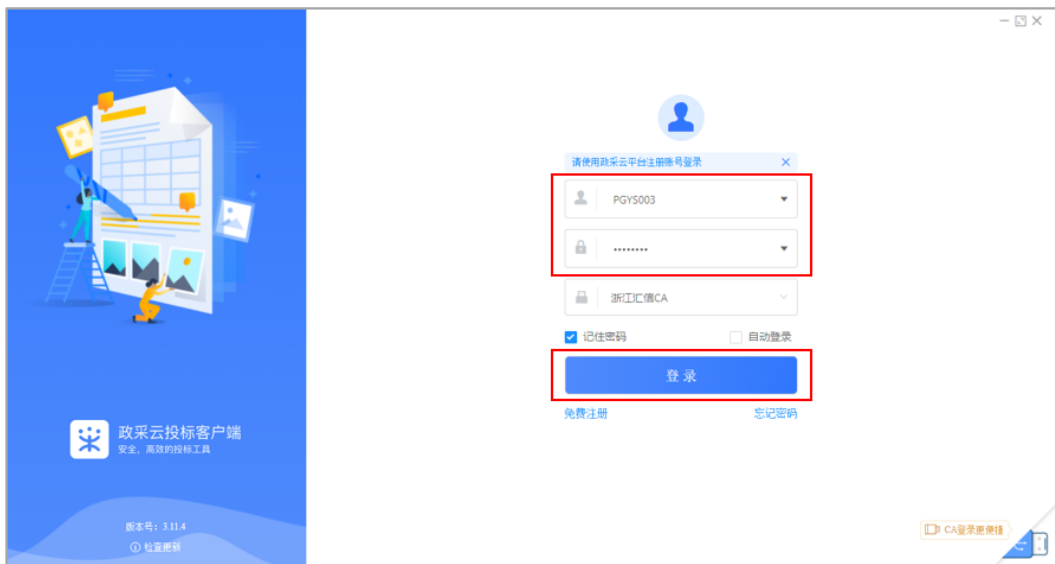 请使用政采云平台注册账号登录
PGYS003
........
浙江汇信CA
记住密码
自动登录
登录
免费注册
忘记密码
政采云投标客户端
安全，高效的投标工具
版本号：3.11.4
检查更新
CA登录更便捷